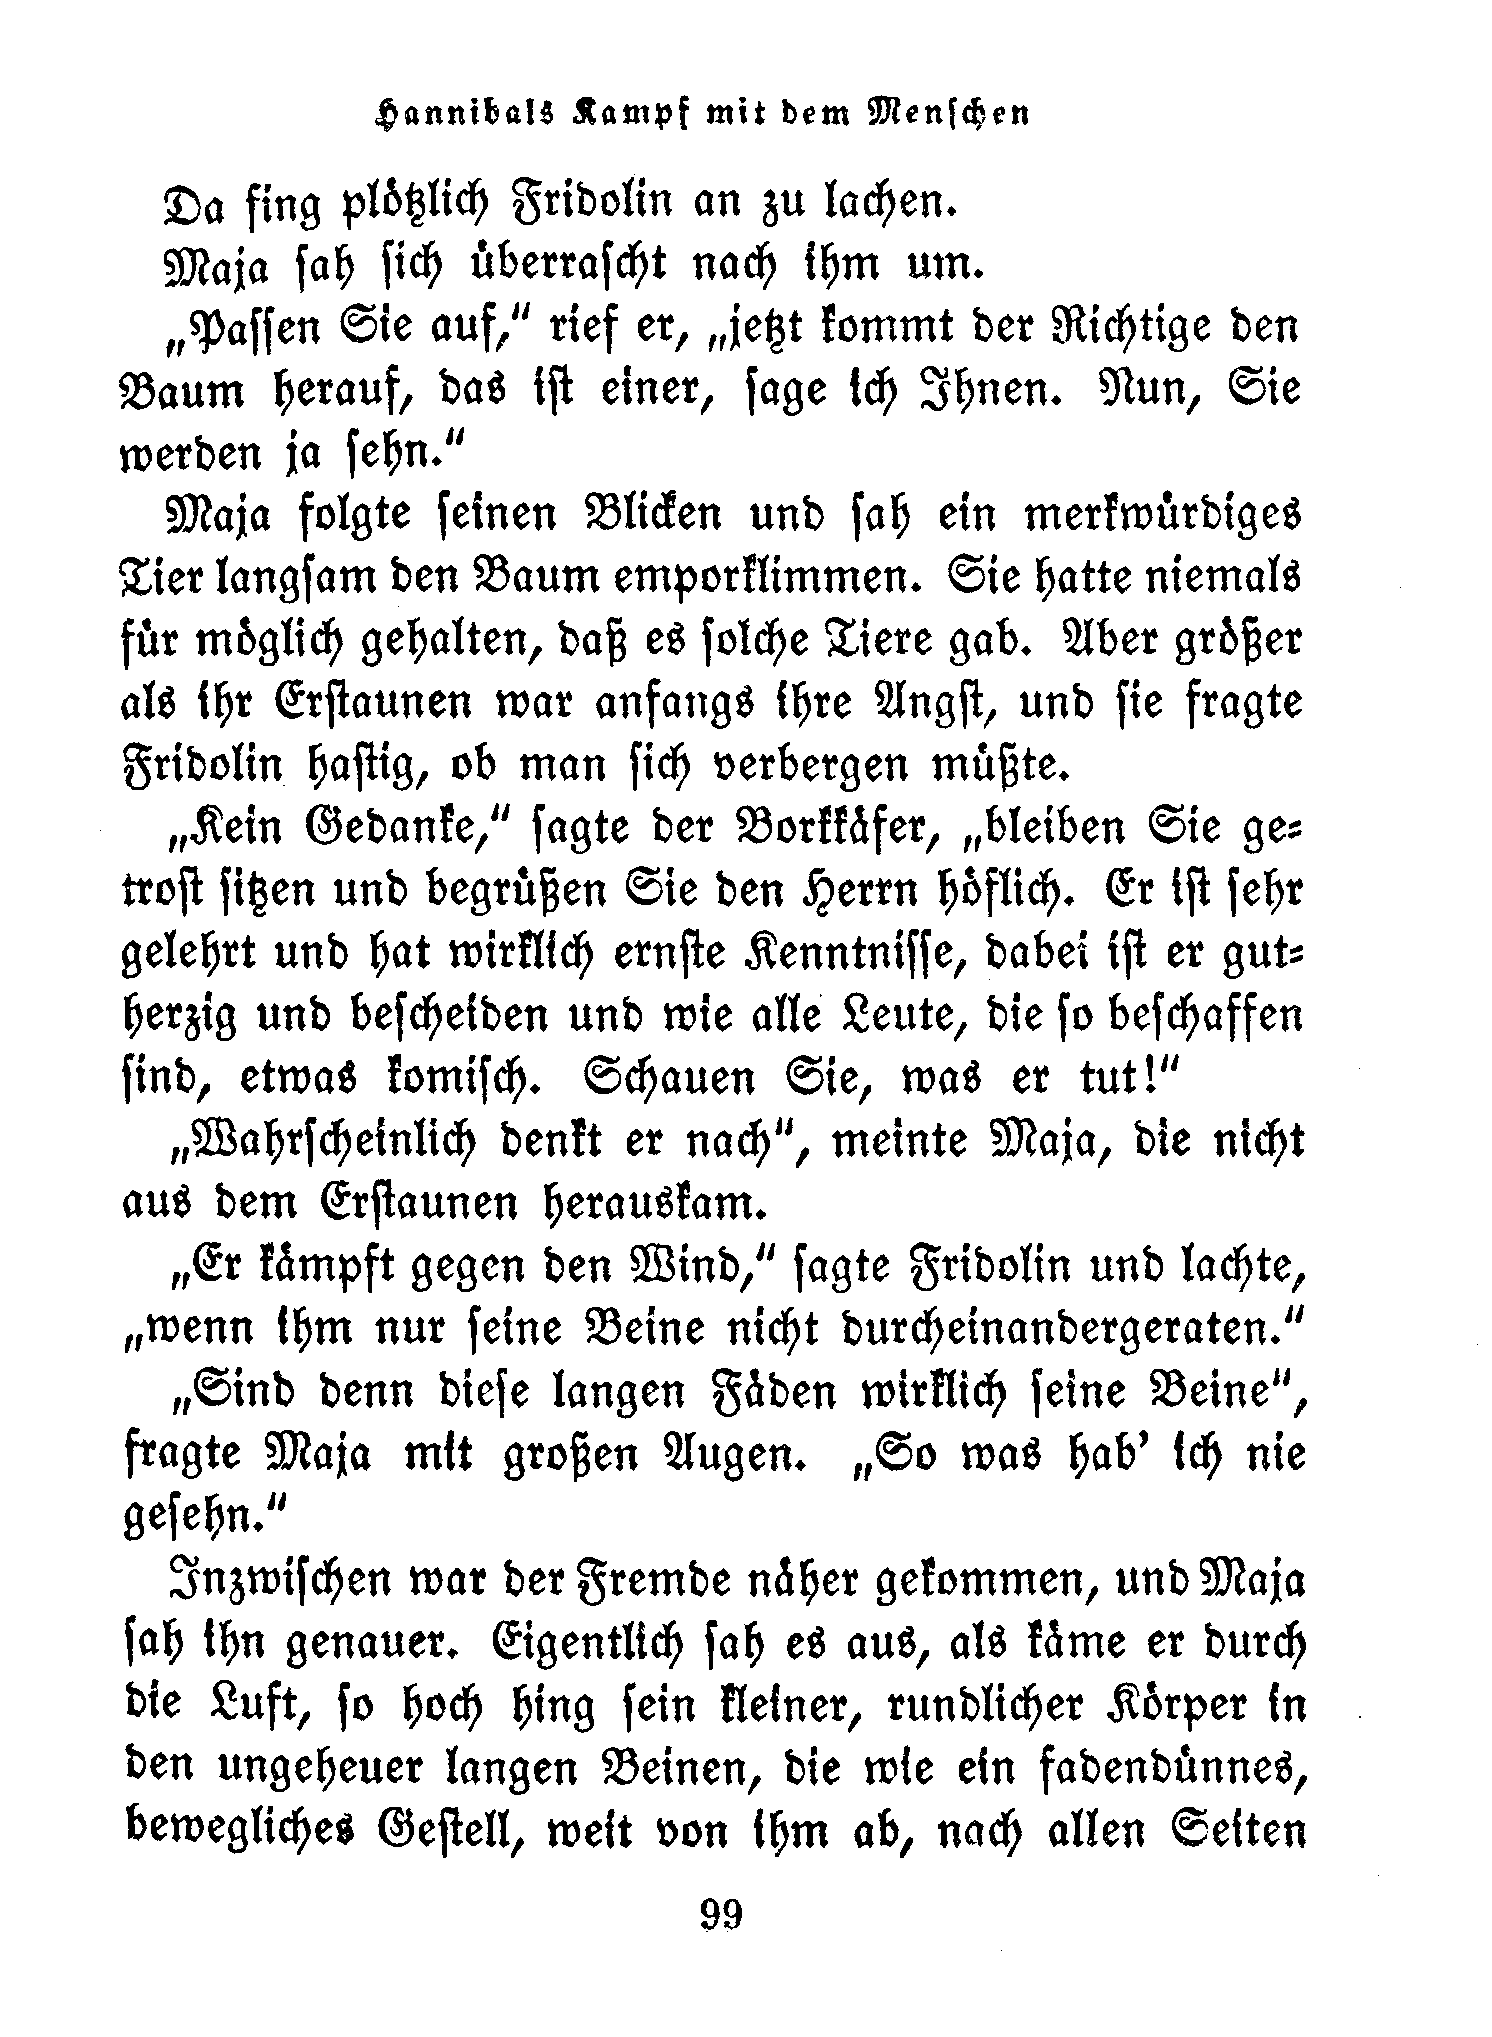 Hannibals Kampf mit dem Menschen
Da fing plötzlich Fridolin an zu lachen.
Maja sah sich überrascht nach ihm um.
„Passen Sie auf,“ rief er, „jetzt kommt der Richtige den
Baum herauf, das ist einer, sage ich Ihnen. Nun, Sie
werden ja sehn.“
Maja folgte seinen Blicken und sah ein merkwürdiges
Tier langsam den Baum emporklimmen. Sie hatte niemals
für möglich gehalten, daß es solche Tiere gab. Aber größer
als ihr Erstaunen war anfangs ihre Angst, und sie fragte
Fridolin hastig, ob man sich verbergen müßte.
„Kein Gedanke,“ sagte der Borkkäfer, „bleiben Sie ge-
trost sitzen und begrüßen Sie den Herrn höflich. Er ist sehr
gelehrt und hat wirklich ernste Kenntnisse, dabei ist er gut-
herzig und bescheiden und wie alle Leute, die so beschaffen
sind, etwas komisch. Schauen Sie, was er tut!“
„Wahrscheinlich denkt er nach“, meinte Maja, die nicht
aus dem Erstaunen herauskam.
„Er kämpft gegen den Wind,“ sagte Fridolin und lachte,
„wenn ihm nur seine Beine nicht durcheinandergeraten.“
„Sind denn diese langen Fäden wirklich seine Beine“,
fragte Maja mit großen Augen. „So was hab’ ich nie
gesehn.“
Inzwischen war der Fremde näher gekommen, und Maja
sah ihn genauer. Eigentlich sah es aus, als käme er durch
die Luft, so hoch hing sein kleiner, rundlicher Körper in
den ungeheuer langen Beinen, die wie ein fadendünnes,
bewegliches Gestell, weit von ihm ab, nach allen Seiten
99